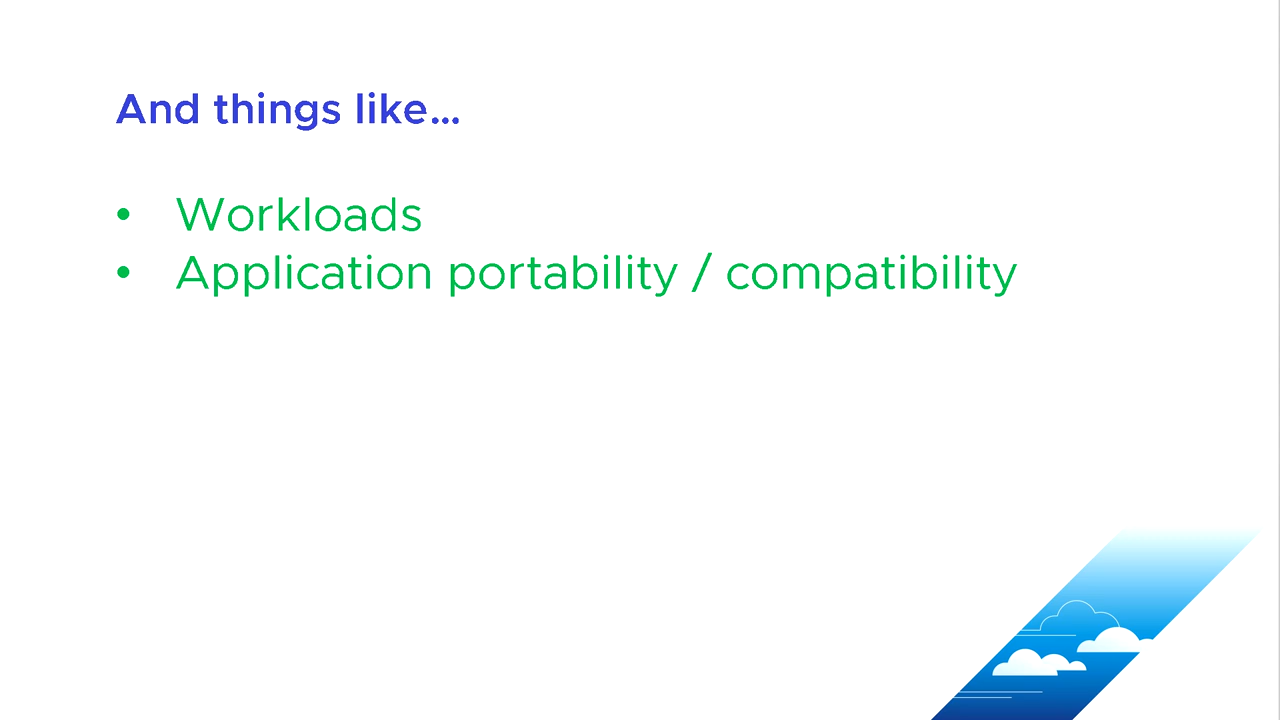 And things like…
• Workloads
• Application portability / compatibility